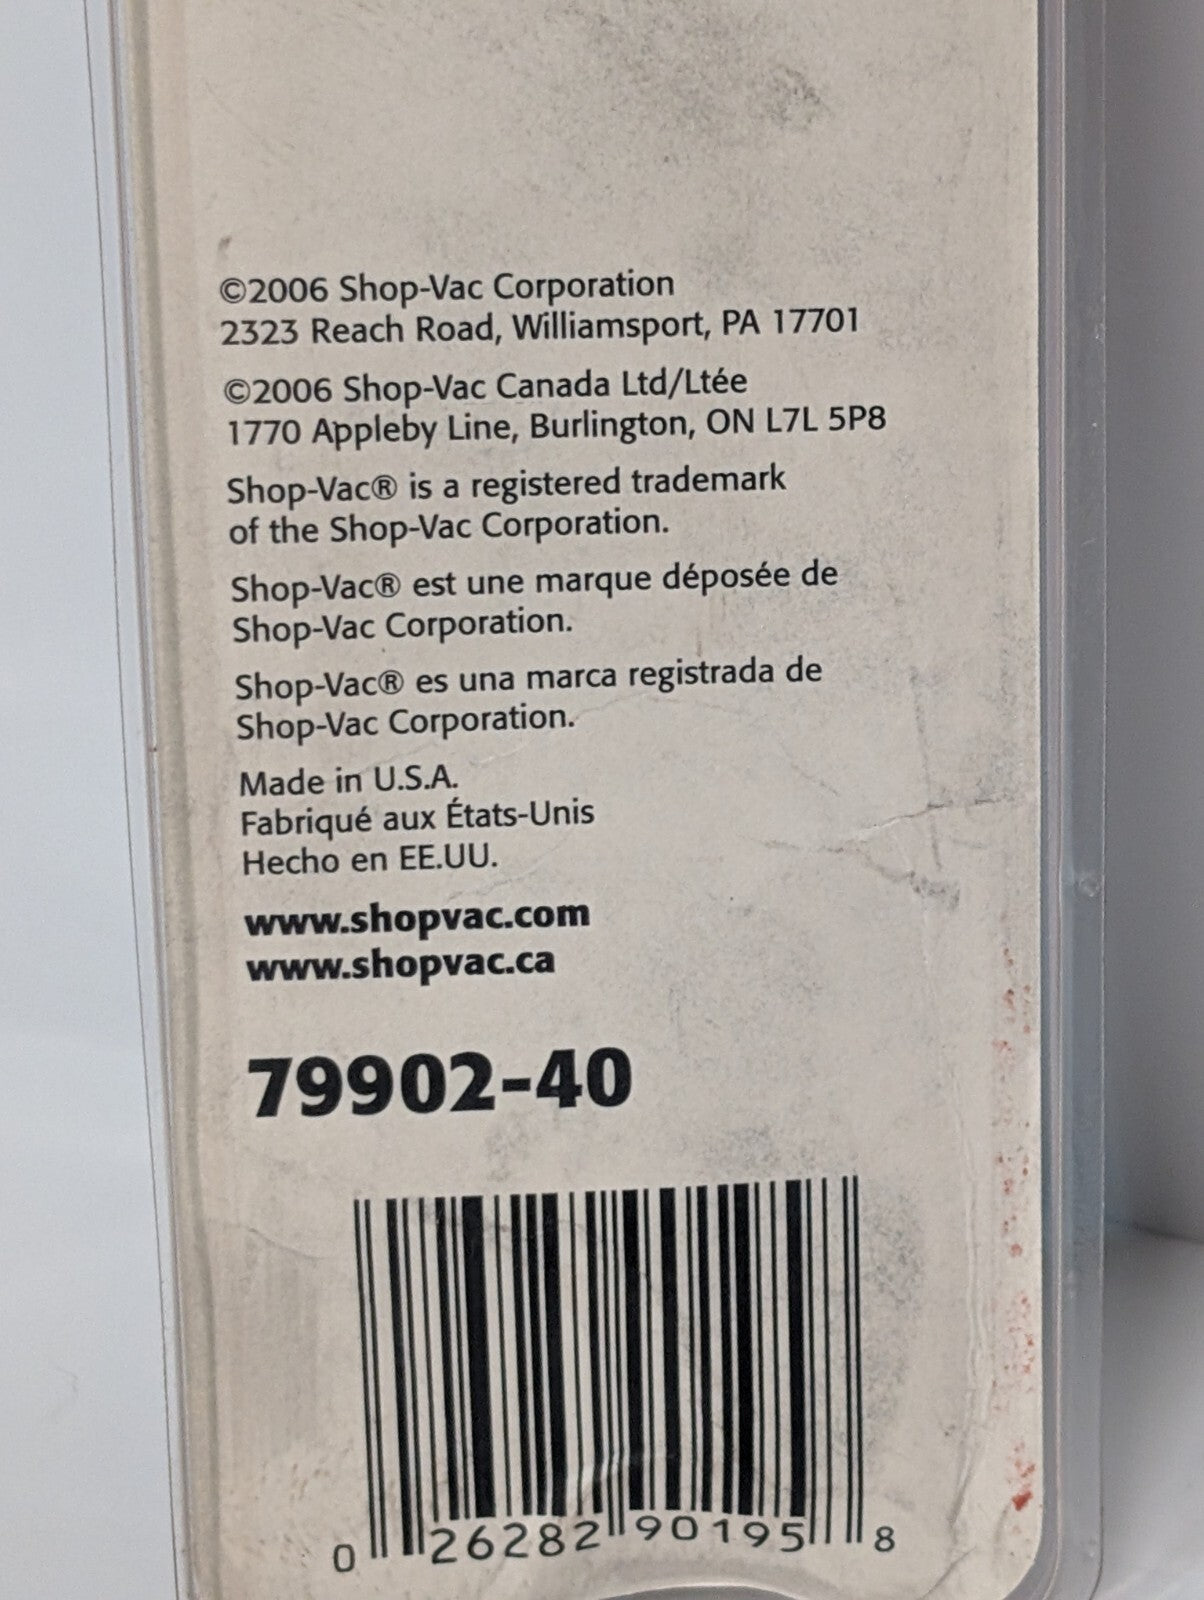 ©2006 Shop-Vac Corporation
2323 Reach Road, Williamsport, PA 17701
©2006 Shop-Vac Canada Ltd/Ltée
1770 Appleby Line, Burlington, ON L7L 5P8
Shop-Vac® is a registered trademark
of the Shop-Vac Corporation.
Shop-Vac® est une marque déposée de
Shop-Vac Corporation.
Shop-Vac® es una marca registrada de
Shop-Vac Corporation.
Made in U.S.A.
Fabriqué aux États-Unis
Hecho en EE.UU.
www.shopvac.com
www.shopvac.ca
79902-40
0 26282 90195 8